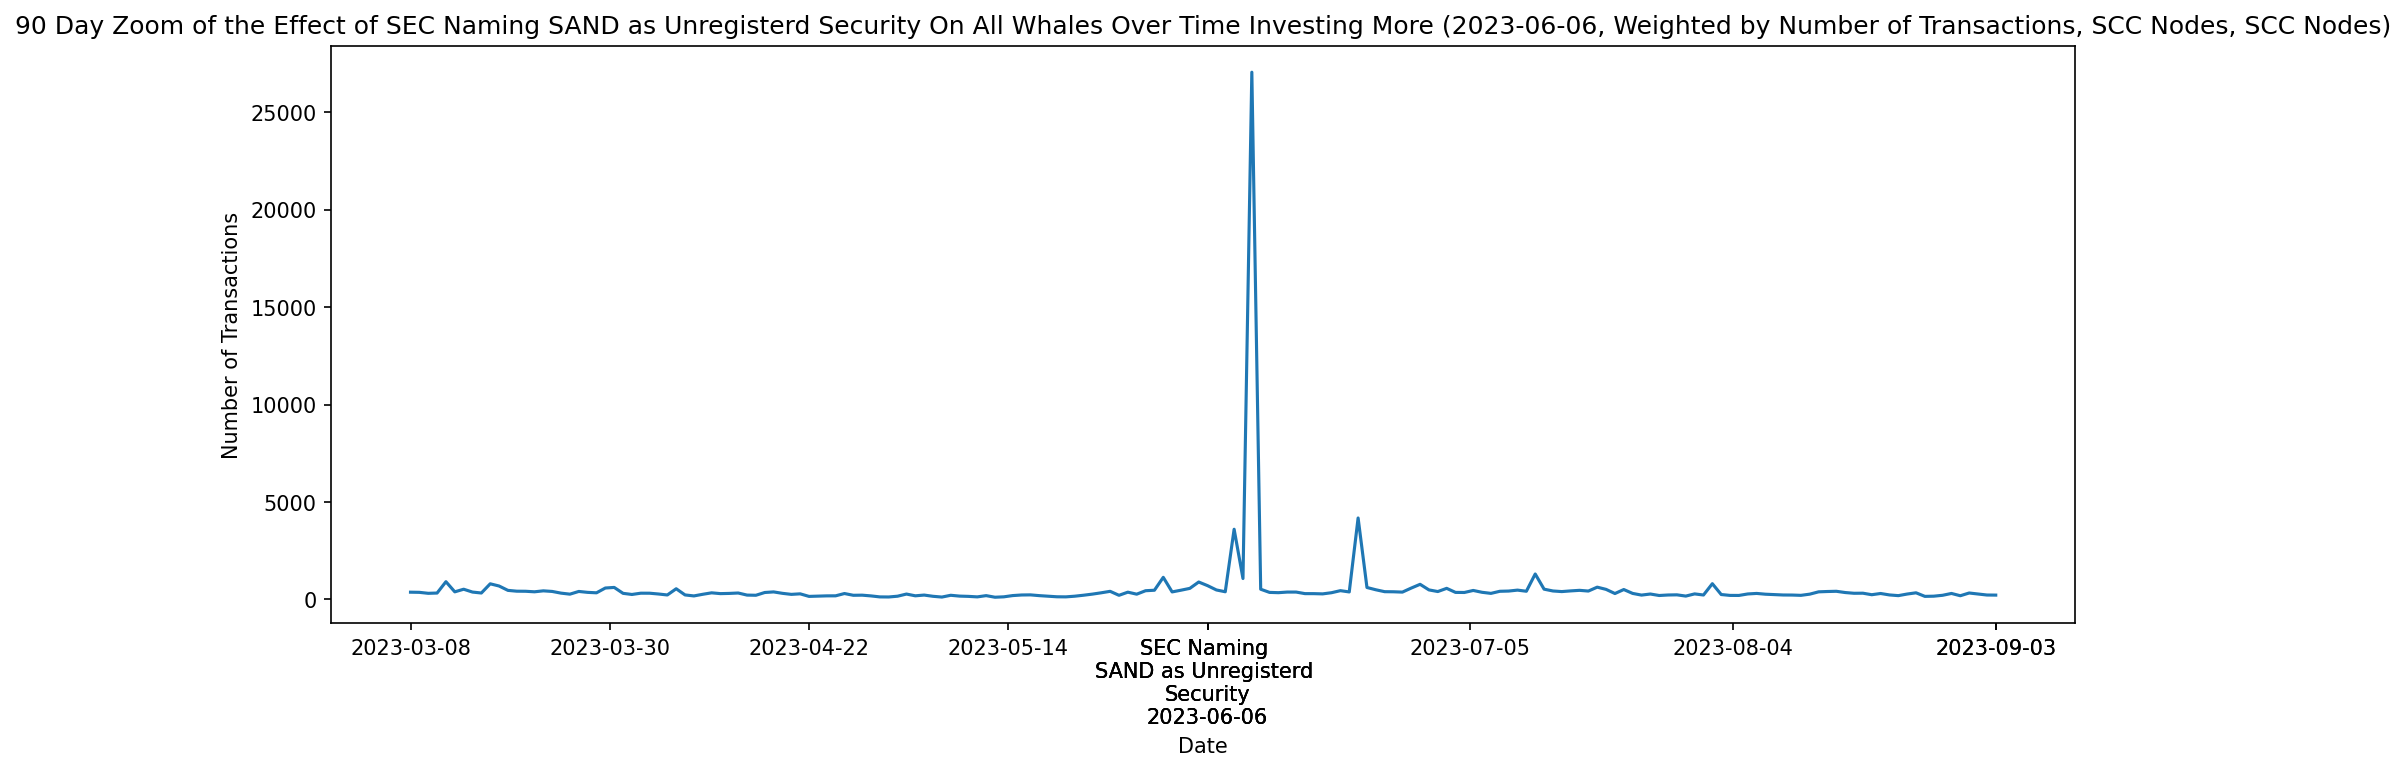 90 Day Zoom of the Effect of SEC Naming SAND as Unregisterd Security On All Whales Over Time Investing More (2023-06-06, Weighted by Number of Transactions, SCC Nodes, SCC Nodes)
Number of Transactions
25000
20000
15000
10000
5000
0
2023-03-08
2023-03-30
2023-04-22
2023-05-14
SEC Naming
SAND as Unregisterd
Security
2023-06-06
2023-07-05
2023-08-04
2023-09-03
Date